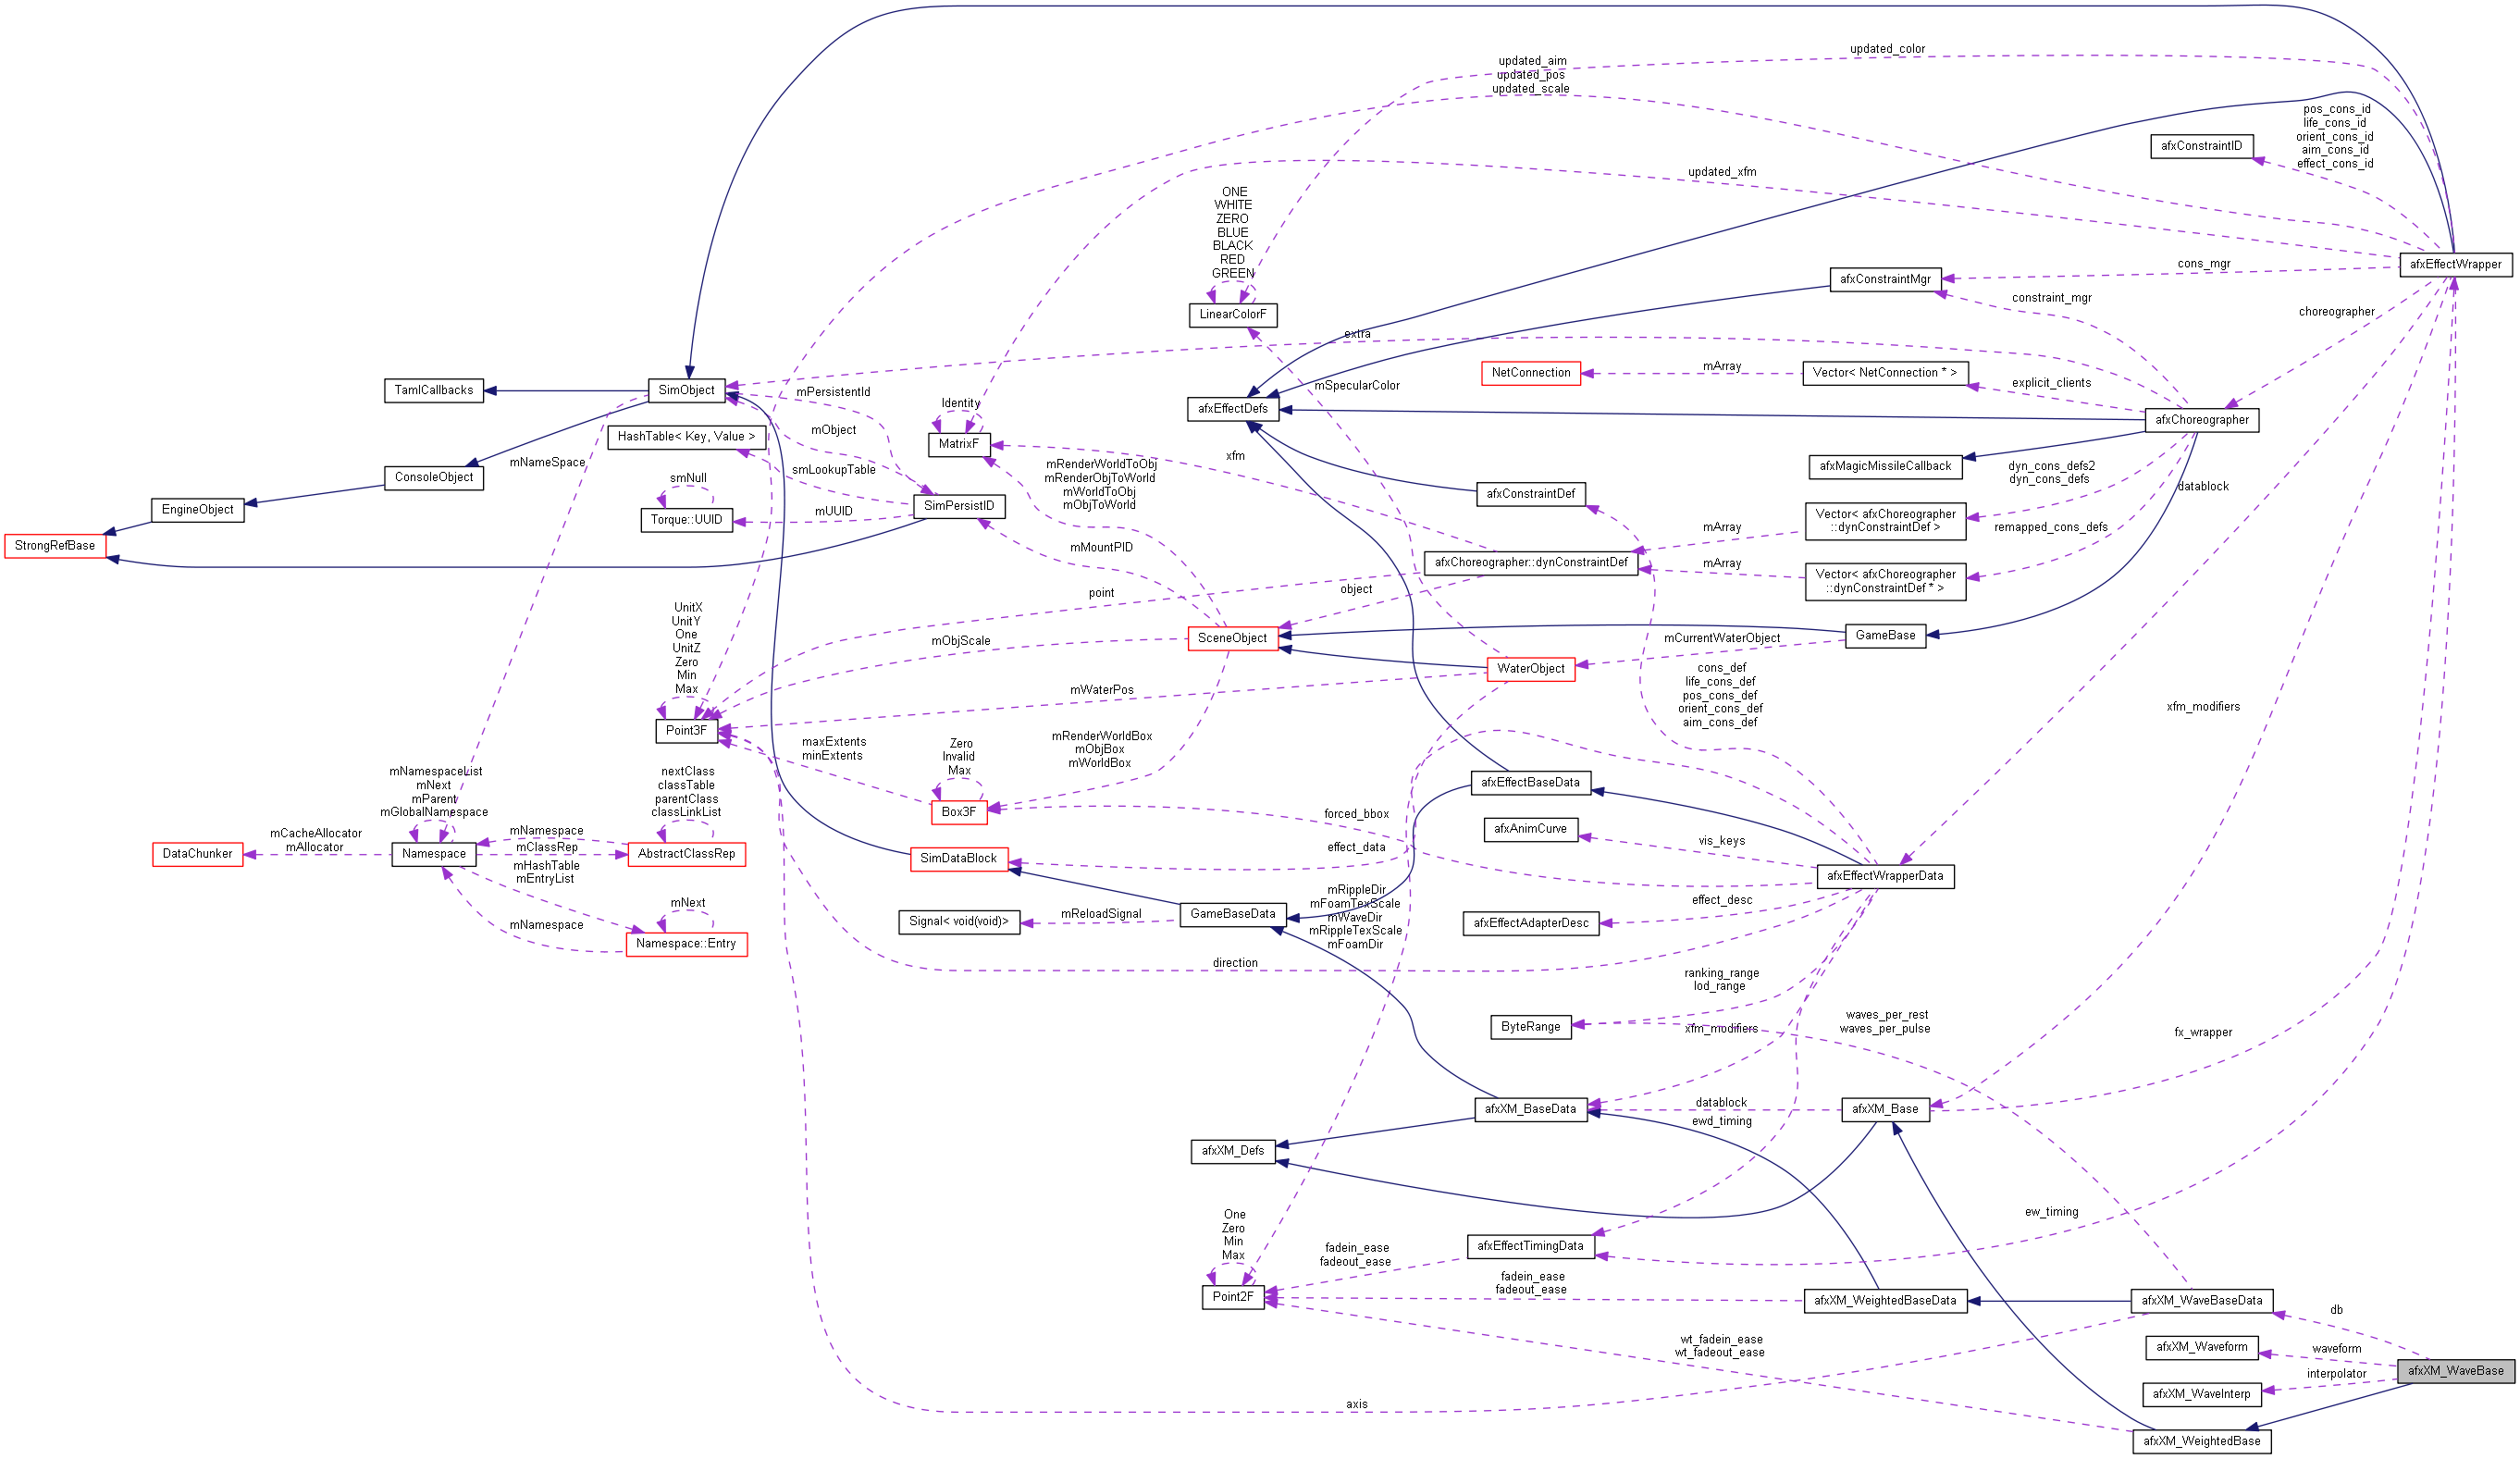 updated_color
updated_aim
updated_pos
updated_scale
pos_cons_id
life_cons_id
orient_cons_id
aim_cons_id
effect_cons_id
afxConstraintID
updated_xfm
ONE
WHITE
ZERO
BLUE
BLACK
RED
GREEN
LinearColorF
afxEffectWrapper
cons_mgr
afxConstraintMgr
constraint_mgr
choreographer
extra
NetConnection
mArray
Vector< NetConnection * >
explicit_clients
TamlCallbacks
SimObject
mPersistentId
mSpecularColor
afxEffectDefs
afxChoreographer
Identity
MatrixF
mObject
HashTable< Key, Value >
xfm
afxMagicMissileCallback
mNameSpace
smLookupTable
mRenderWorldToObj
mRenderObjToWorld
mWorldToObj
mObjToWorld
dyn_cons_defs2
dyn_cons_defs
ConsoleObject
smNull
afxConstraintDef
datablock
EngineObject
SimPersistID
Torque::UUID
mUUID
Vector< afxChoreographer
::dynConstraintDef >
remapped_cons_defs
mArray
StrongRefBase
mMountPID
afxChoreographer::dynConstraintDef
mArray
Vector< afxChoreographer
::dynConstraintDef * >
point
object
UnitX
UnitY
One
UnitZ
Zero
Min
Max
mObjScale
SceneObject
mCurrentWaterObject
GameBase
WaterObject
cons_def
life_cons_def
pos_cons_def
orient_cons_def
aim_cons_def
mWaterPos
xfm_modifiers
Point3F
maxExtents
minExtents
Zero
Invalid
Max
mRenderWorldBox
mObjBox
mWorldBox
mNamespaceList
mNext
mParent
mGlobalNamespace
nextClass
classTable
parentClass
classLinkList
afxEffectBaseData
Box3F
forced_bbox
afxAnimCurve
vis_keys
mCacheAllocator
mAllocator
mNamespace
mClassRep
DataChunker
Namespace
AbstractClassRep
SimDataBlock
effect_data
mHashTable
mEntryList
afxEffectWrapperData
mRippleDir
mFoamTexScale
mWaveDir
mRippleTexScale
mFoamDir
mNext
mNamespace
Namespace::Entry
Signal< void(void)>
mReloadSignal
GameBaseData
afxEffectAdapterDesc
effect_desc
direction
ranking_range
lod_range
ByteRange
xfm_modifiers
waves_per_rest
waves_per_pulse
fx_wrapper
afxXM_BaseData
datablock
afxXM_Base
ewd_timing
afxXM_Defs
One
Zero
Min
Max
ew_timing
afxEffectTimingData
fadein_ease
fadeout_ease
Point2F
fadein_ease
fadeout_ease
afxXM_WeightedBaseData
afxXM_WaveBaseData
db
wt_fadein_ease
wt_fadeout_ease
afxXM_Waveform
waveform
afxXM_WaveBase
interpolator
afxXM_WaveInterp
axis
afxXM_WeightedBase